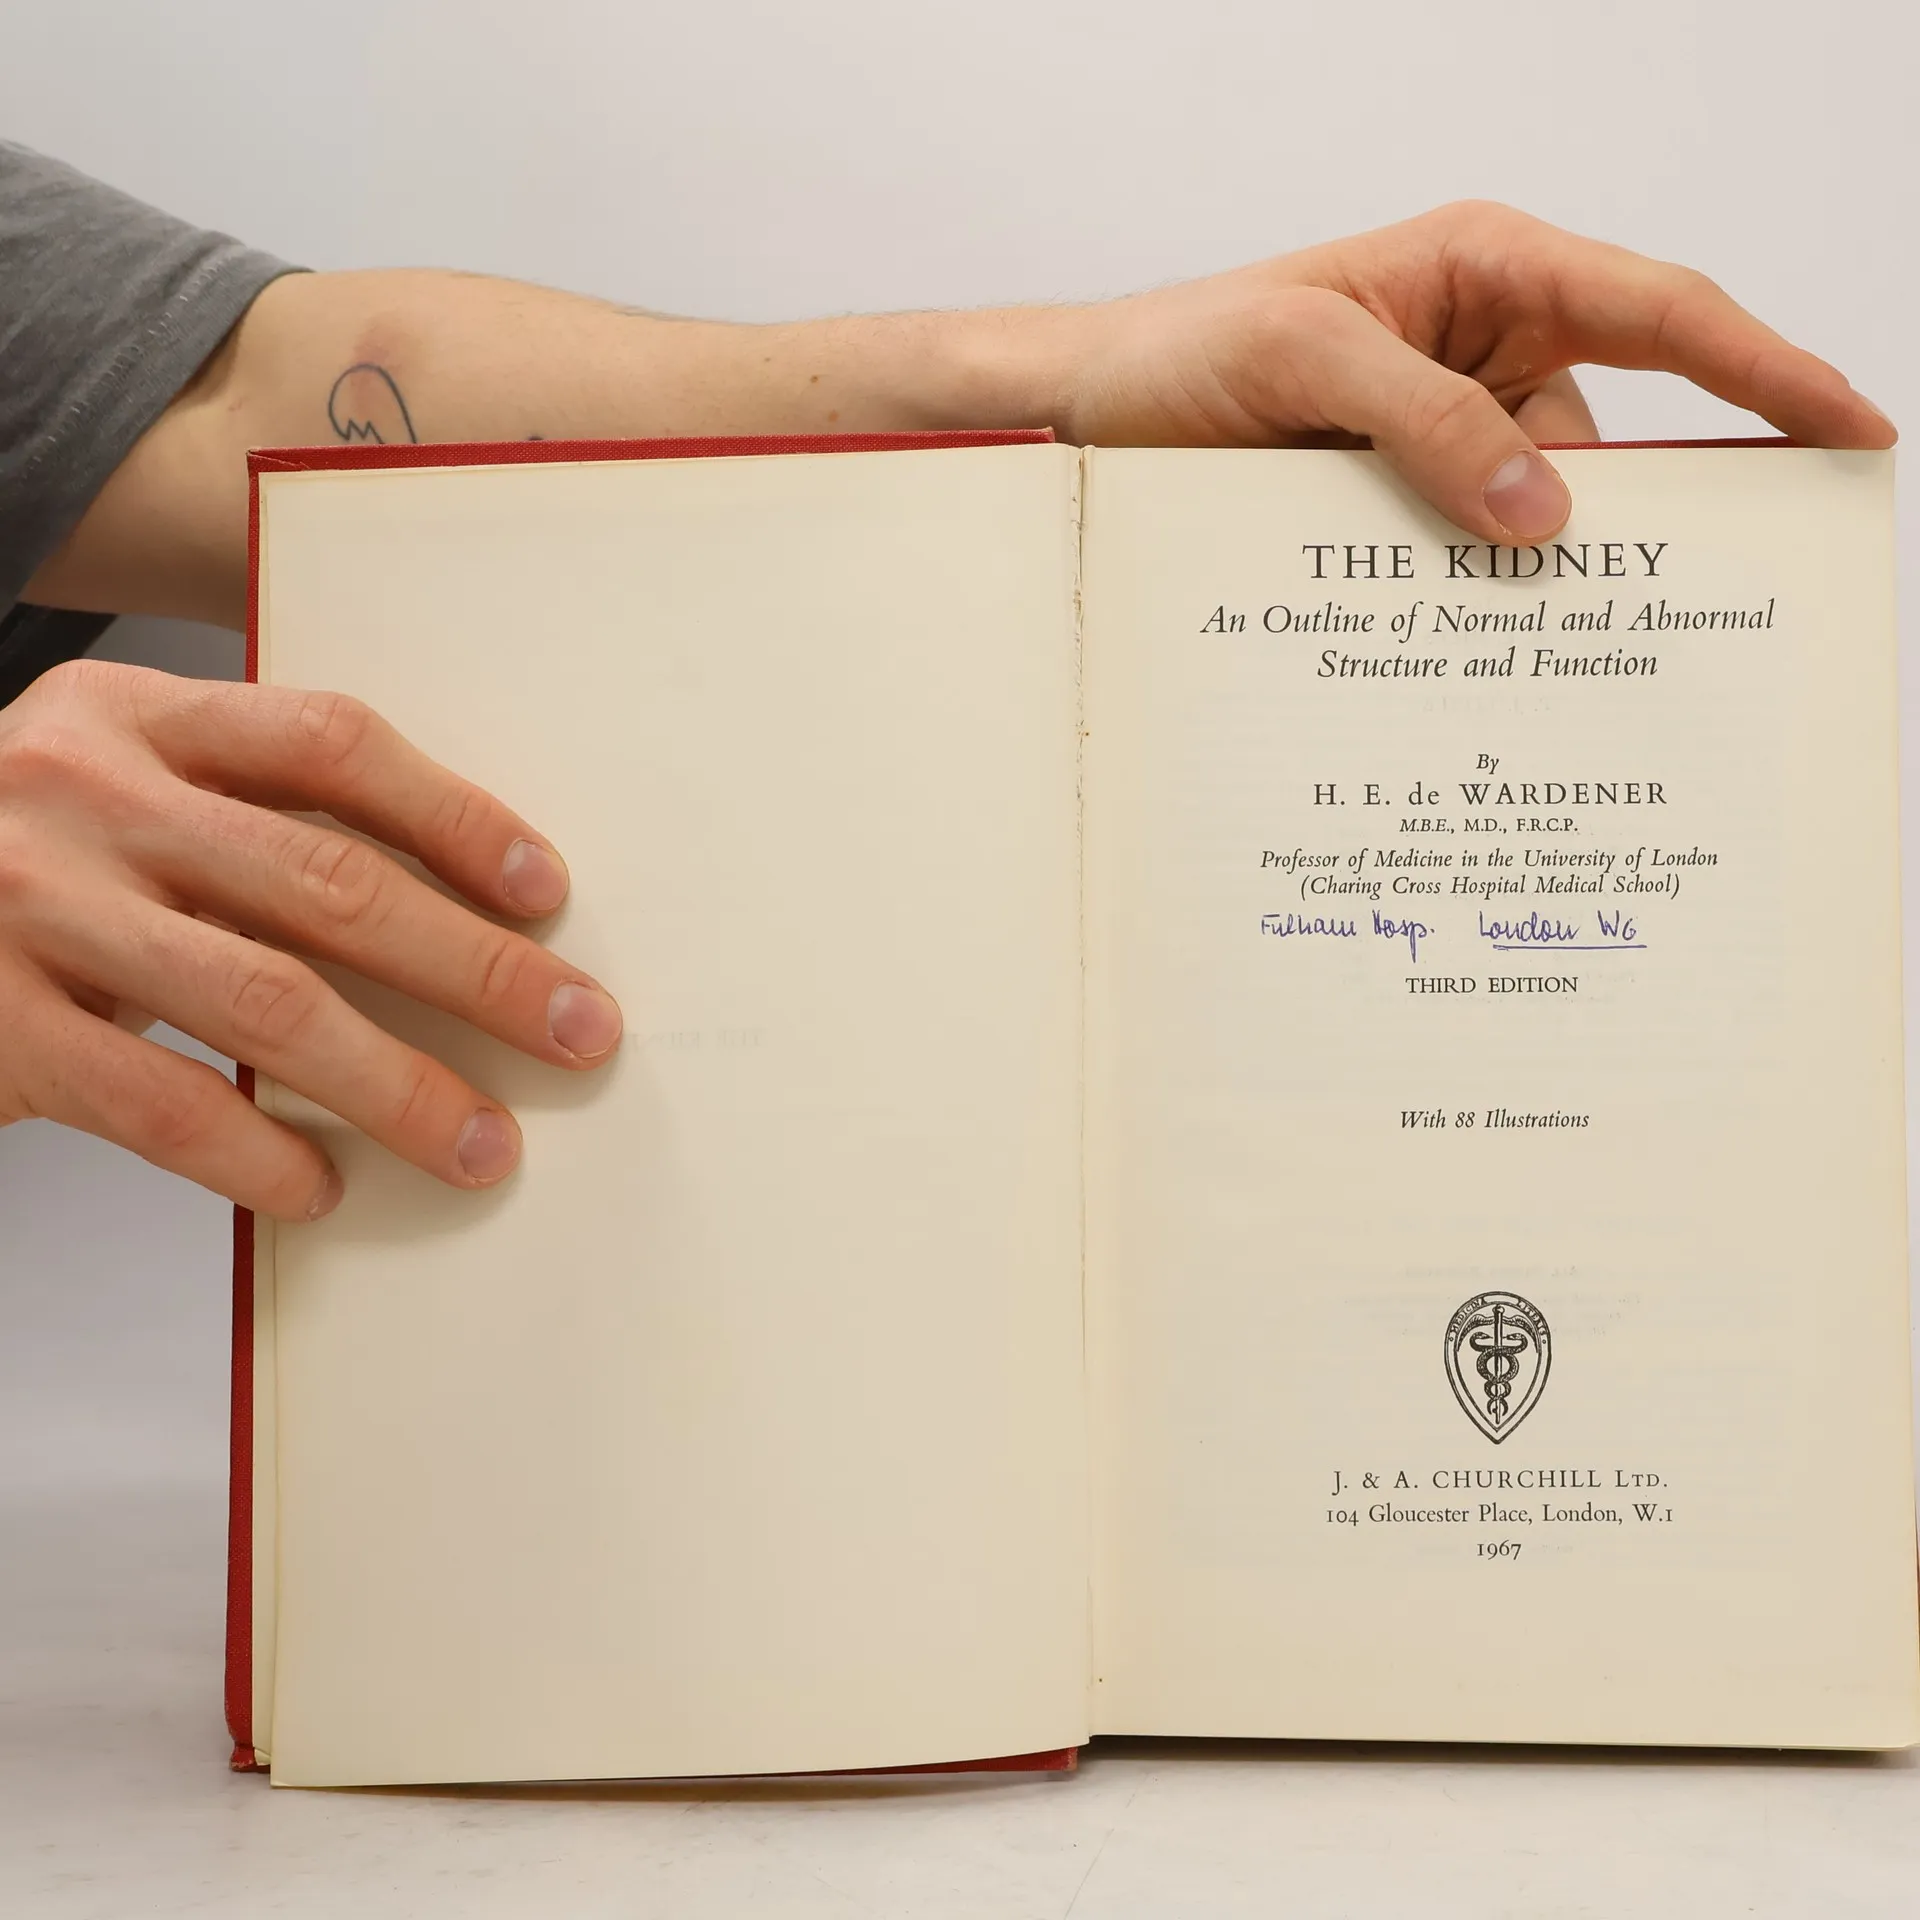 THE KIDNEY
An Outline of Normal and Abnormal
Structure and Function
By
H. E. de WARDENER
M.B.E., M.D., F.R.C.P.
Professor of Medicine in the University of London
(Charing Cross Hospital Medical School)
Fulham Hosp. London W6
THIRD EDITION
With 88 Illustrations
MEDICINA LITERIS
J. & A. CHURCHILL LTD.
104 Gloucester Place, London, W.1
1967